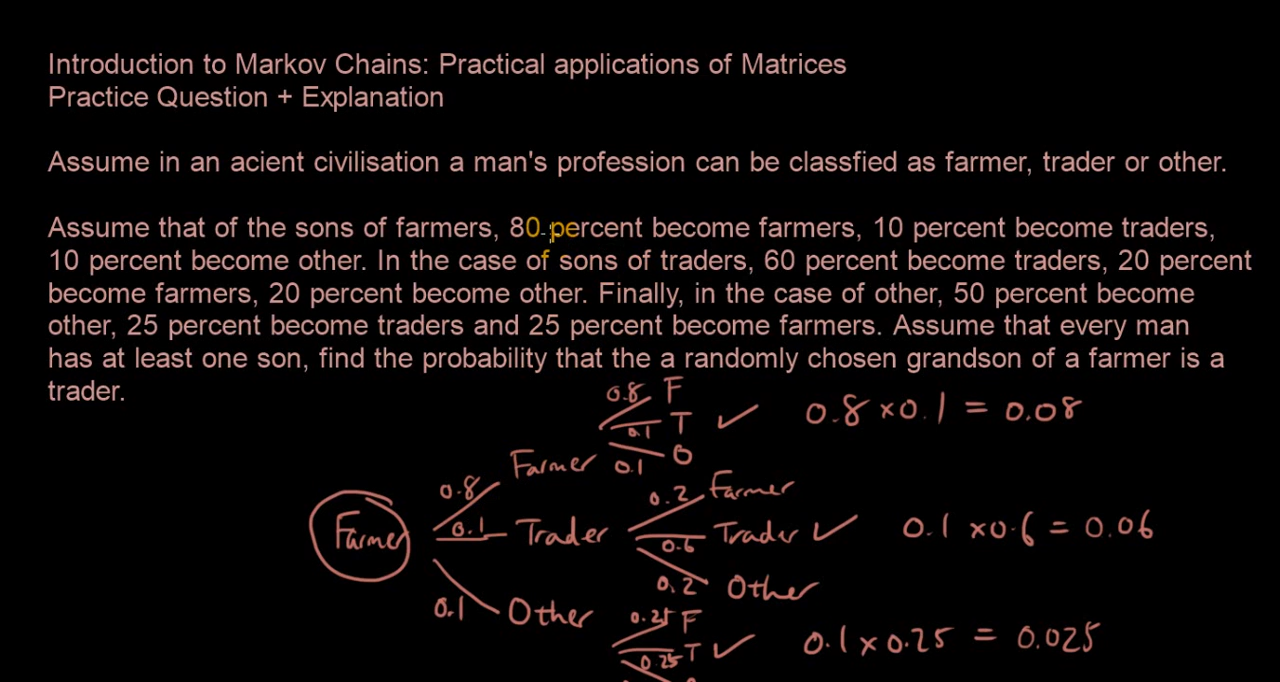 Introduction to Markov Chains: Practical applications of Matrices
Practice Question + Explanation
Assume in an acient civilisation a man's profession can be classfied as farmer, trader or other.
Assume that of the sons of farmers, 80 percent become farmers, 10 percent become traders,
10 percent become other. In the case of sons of traders, 60 percent become traders, 20 percent
become farmers, 20 percent become other. Finally, in the case of other, 50 percent become
other, 25 percent become traders and 25 percent become farmers. Assume that every man
has at least one son, find the probability that the a randomly chosen grandson of a farmer is a
trader.
0.8 F
0.1 T ✓ 0.8 × 0.1 = 0.08
0.1 O
0.8 Farmer
0.2 Farmer
Farmer 0.1 Trader 0.6 Trader ✓ 0.1 × 0.6 = 0.06
0.2 Other
0.1 Other
0.25 F
0.25 T ✓ 0.1 × 0.25 = 0.025